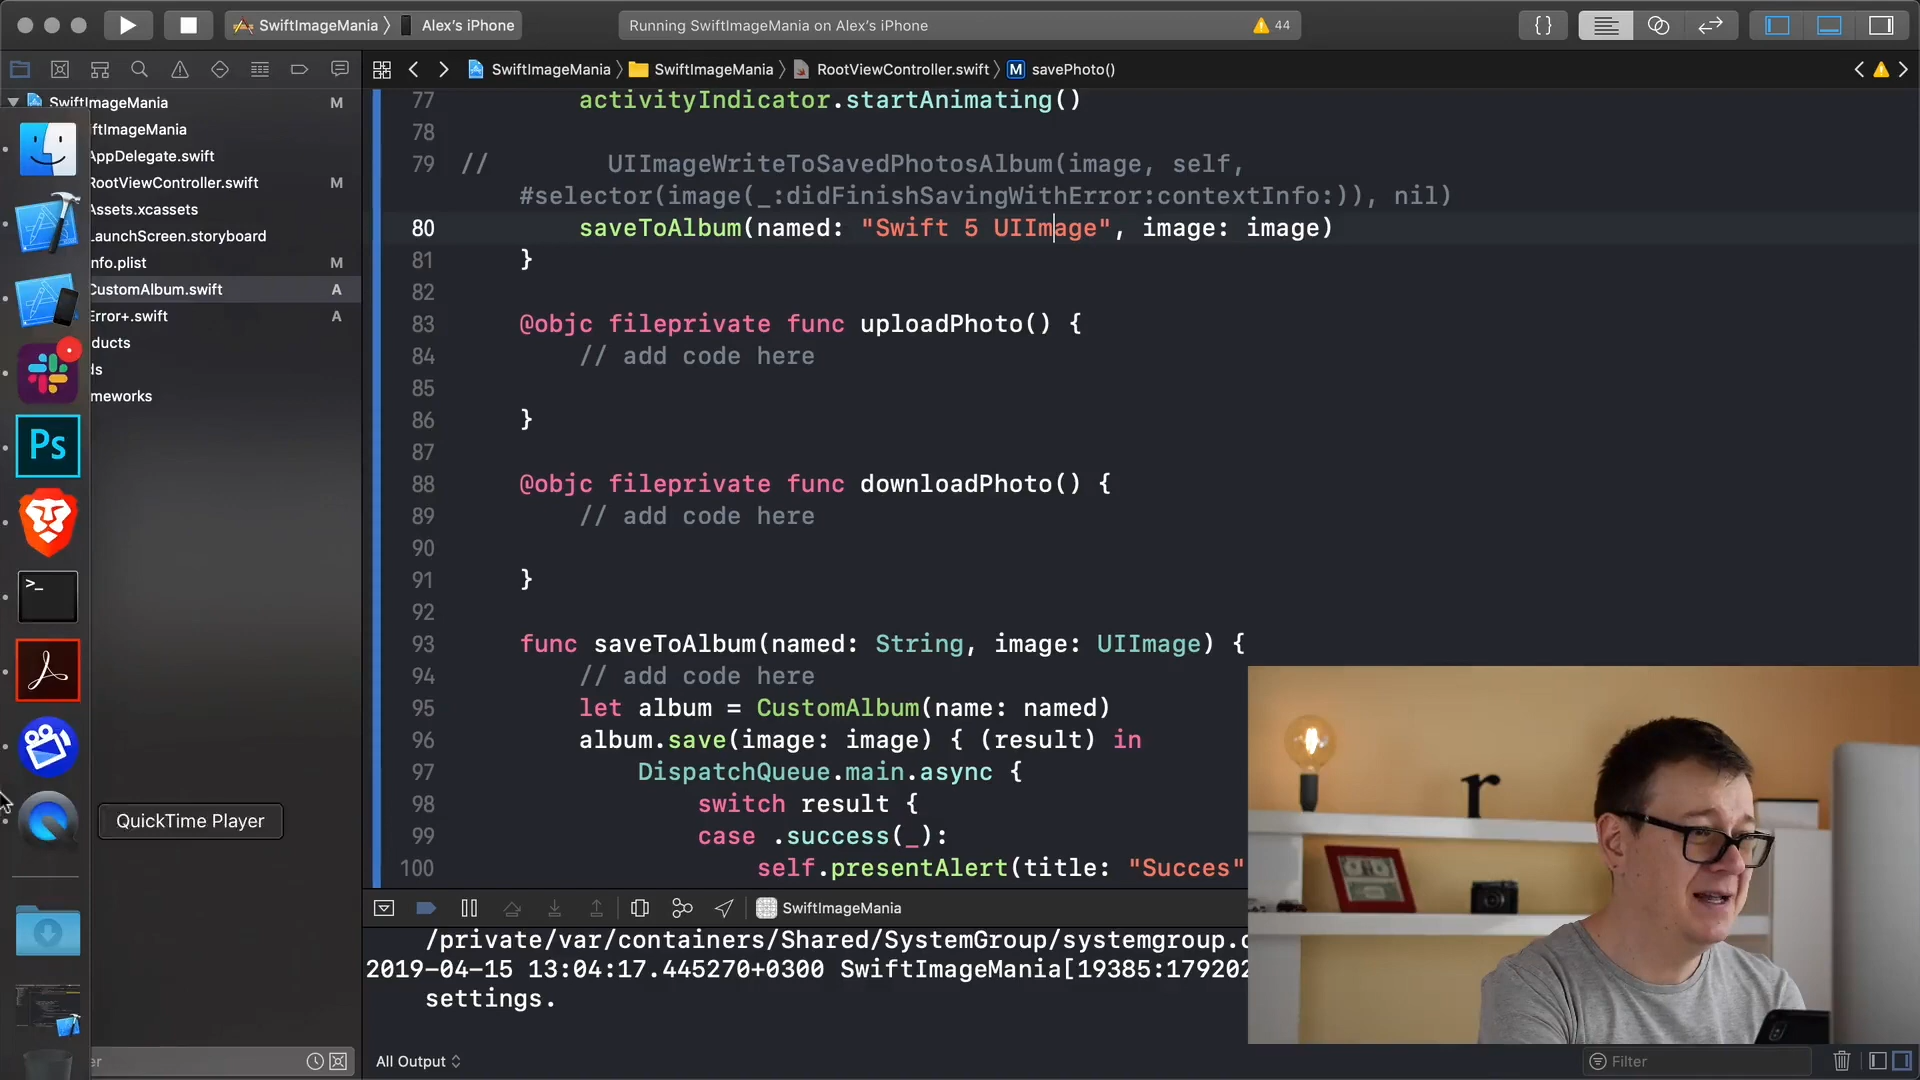 SwiftImageMania
Alex's iPhone
Running SwiftImageMania on Alex's iPhone
44
SwiftImageMania
SwiftImageMania
RootViewController.swift
M
savePhoto()
SwiftImageMania
M
ftImageMania
AppDelegate.swift
RootViewController.swift
M
Assets.xcassets
LaunchScreen.storyboard
nfo.plist
M
CustomAlbum.swift
A
Error+.swift
A
ducts
ds
meworks
Ps
>_
QuickTime Player
er
77 activityIndicator.startAnimating()
78
79 // UIImageWriteToSavedPhotosAlbum(image, self,
#selector(image(_:didFinishSavingWithError:contextInfo:)), nil)
80 saveToAlbum(named: "Swift 5 UIImage", image: image)
81 }
82
83 @objc fileprivate func uploadPhoto() {
84 // add code here
85
86 }
87
88 @objc fileprivate func downloadPhoto() {
89 // add code here
90
91 }
92
93 func saveToAlbum(named: String, image: UIImage) {
94 // add code here
95 let album = CustomAlbum(name: named)
96 album.save(image: image) { (result) in
97 DispatchQueue.main.async {
98 switch result {
99 case .success(_):
100 self.presentAlert(title: "Succes"
SwiftImageMania
/private/var/containers/Shared/SystemGroup/systemgroup.c
2019-04-15 13:04:17.445270+0300 SwiftImageMania[19385:179202
settings.
All Output
Filter